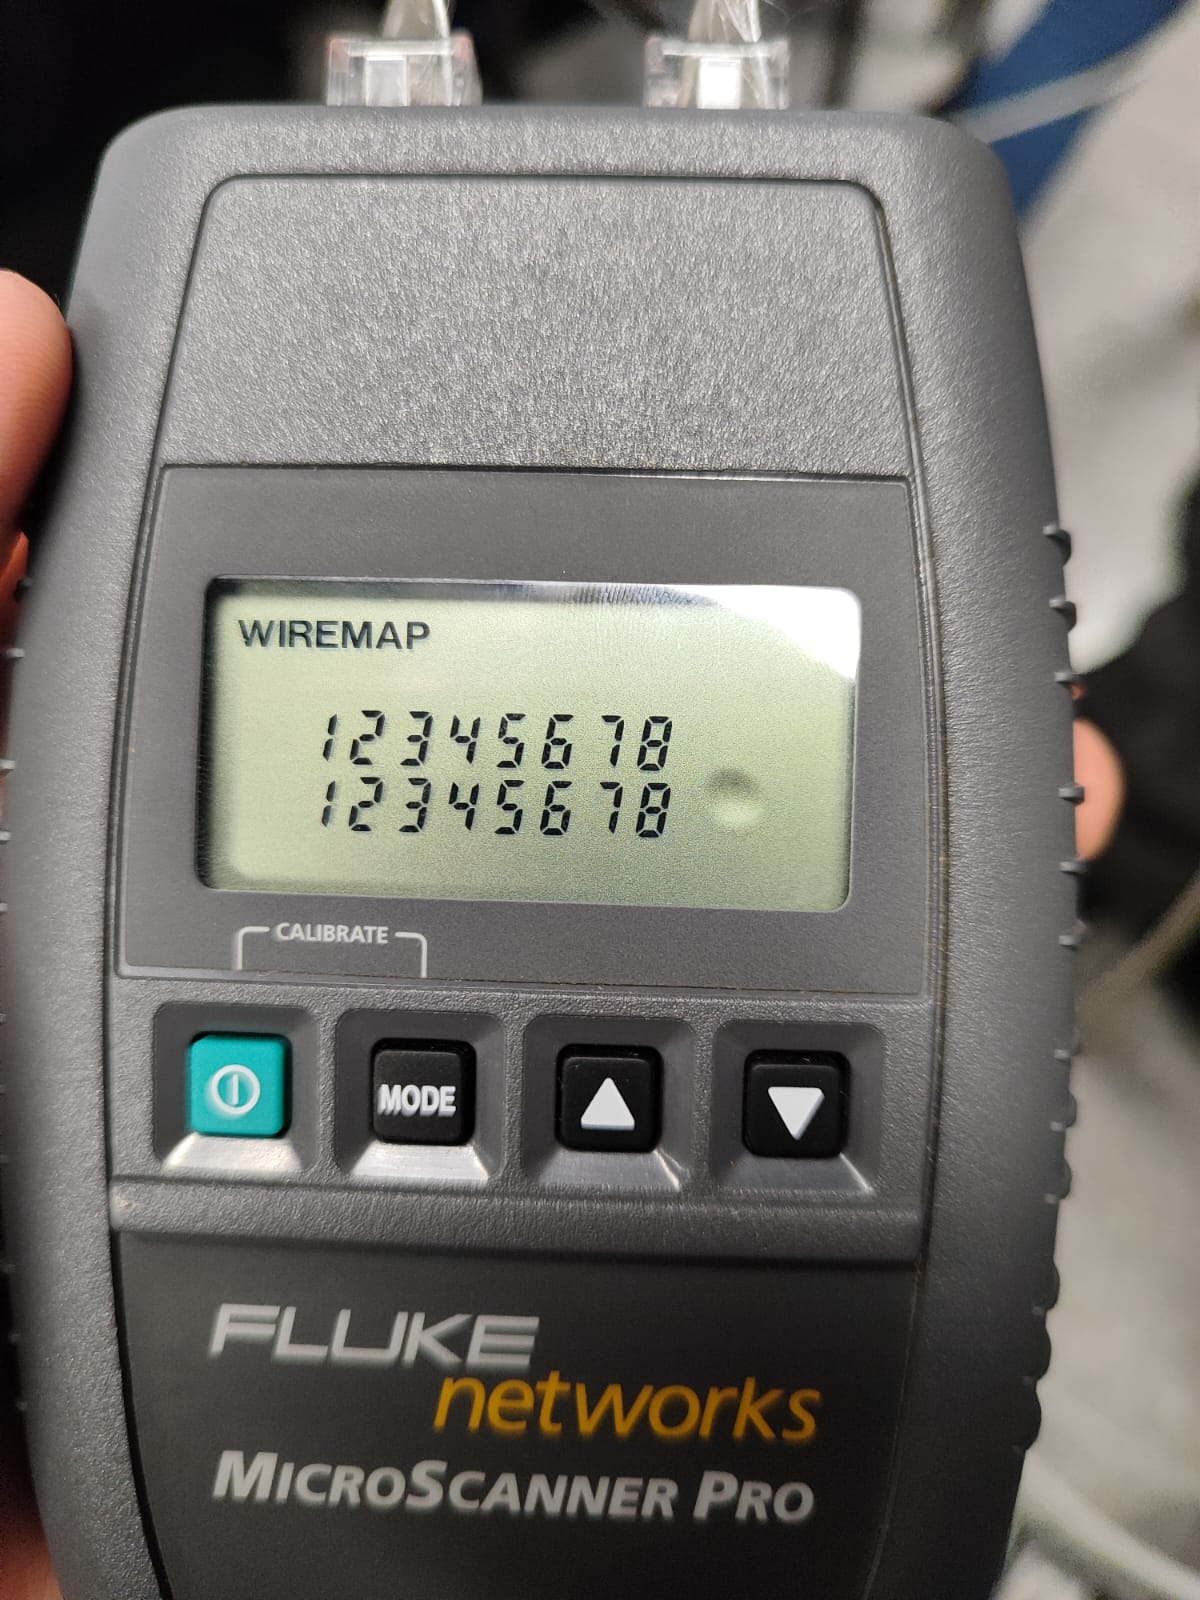 WIREMAP
12345678
12345678
CALIBRATE
MODE
FLUKE
networks
MICROSCANNER PRO